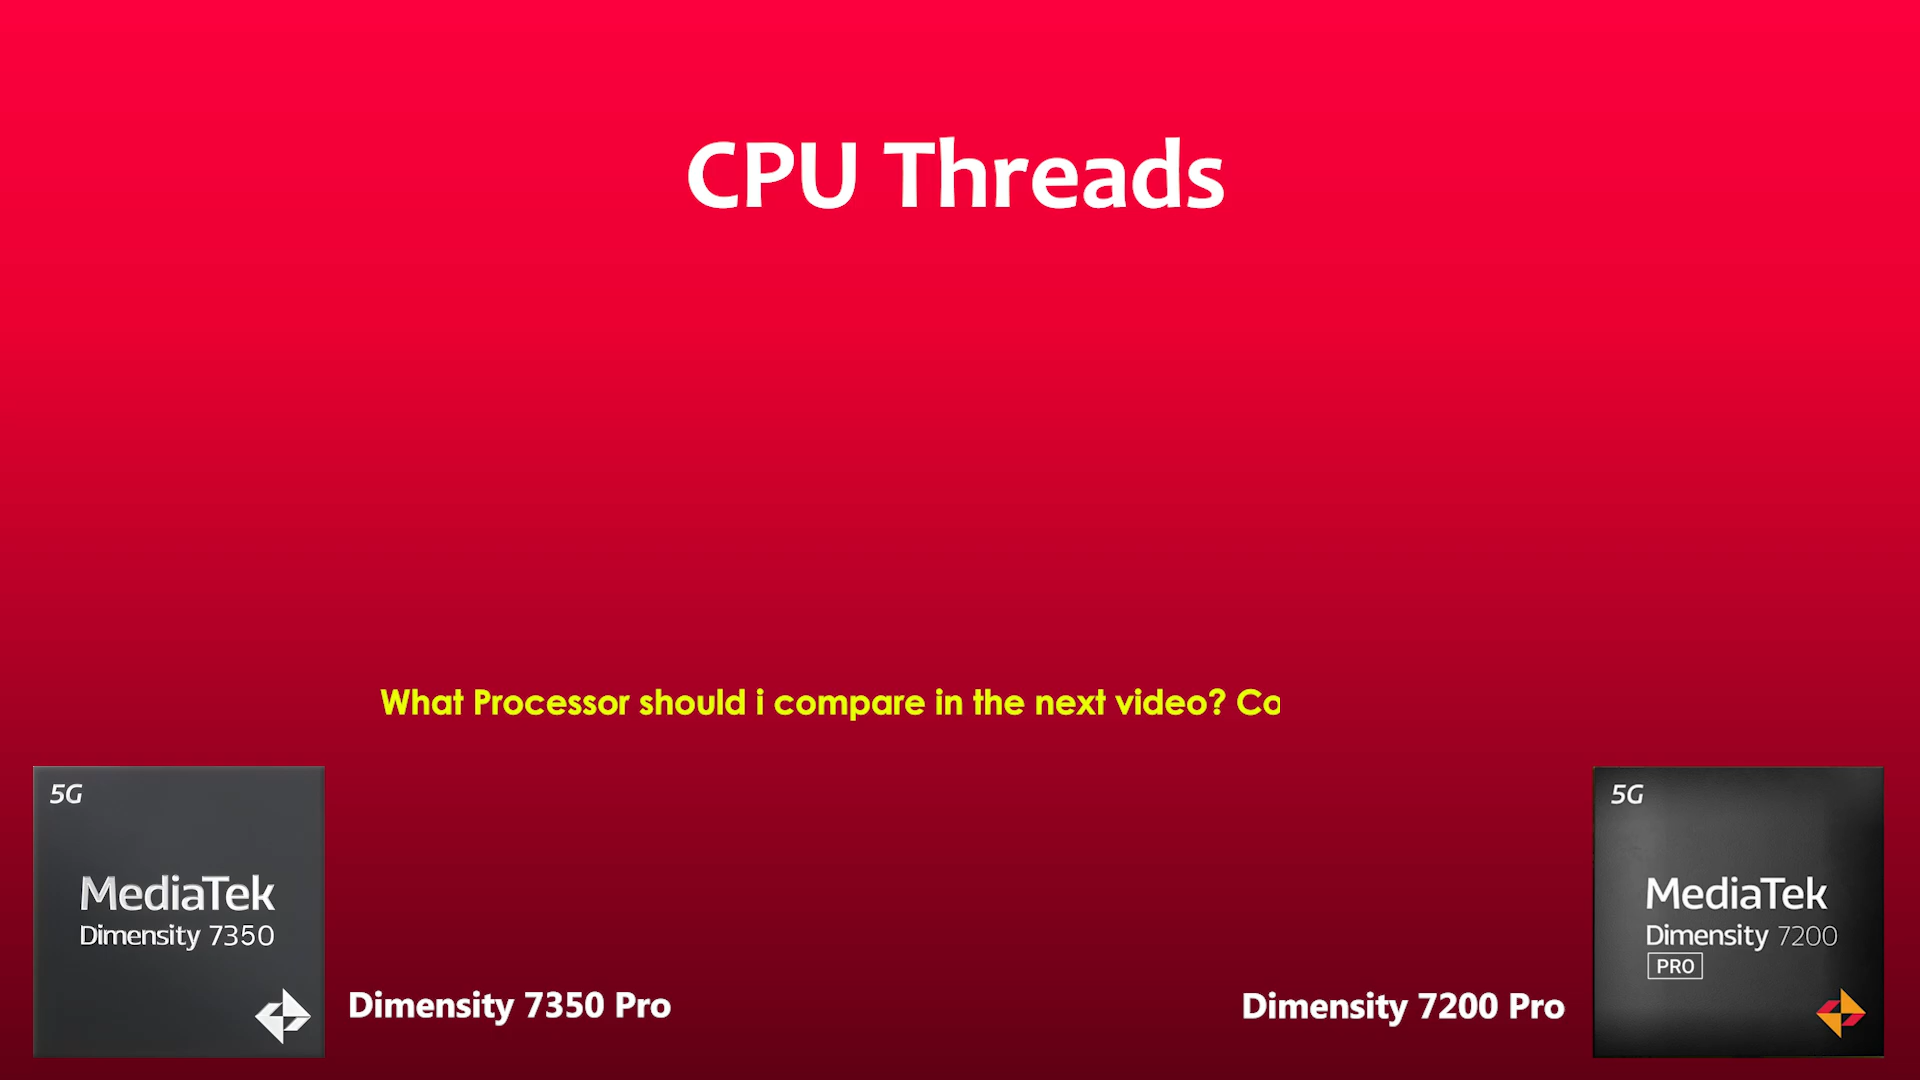 CPU Threads
What Processor should i compare in the next video? Co
5G
MediaTek
Dimensity 7350
Dimensity 7350 Pro
Dimensity 7200 Pro
5G
MediaTek
Dimensity 7200
PRO